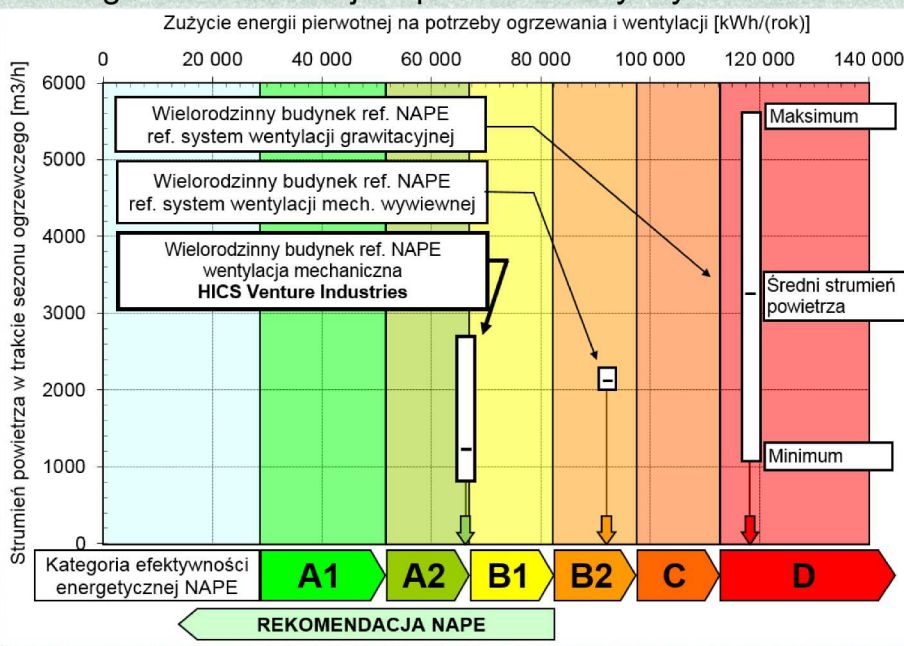 Zużycie energii pierwotnej na potrzeby ogrzewania i wentylacji [kWh/(rok)]
0 20 000 40 000 60 000 80 000 100 000 120 000 140 000
Strumień powietrza w trakcie sezonu ogrzewczego [m3/h]
6000
5000
4000
3000
2000
1000
0
Wielorodzinny budynek ref. NAPE
ref. system wentylacji grawitacyjnej
Wielorodzinny budynek ref. NAPE
ref. system wentylacji mech. wywiewnej
Wielorodzinny budynek ref. NAPE
wentylacja mechaniczna
HICS Venture Industries
Maksimum
Średni strumień
powietrza
Minimum
Kategoria efektywności
energetycznej NAPE
A1 A2 B1 B2 C D
REKOMENDACJA NAPE